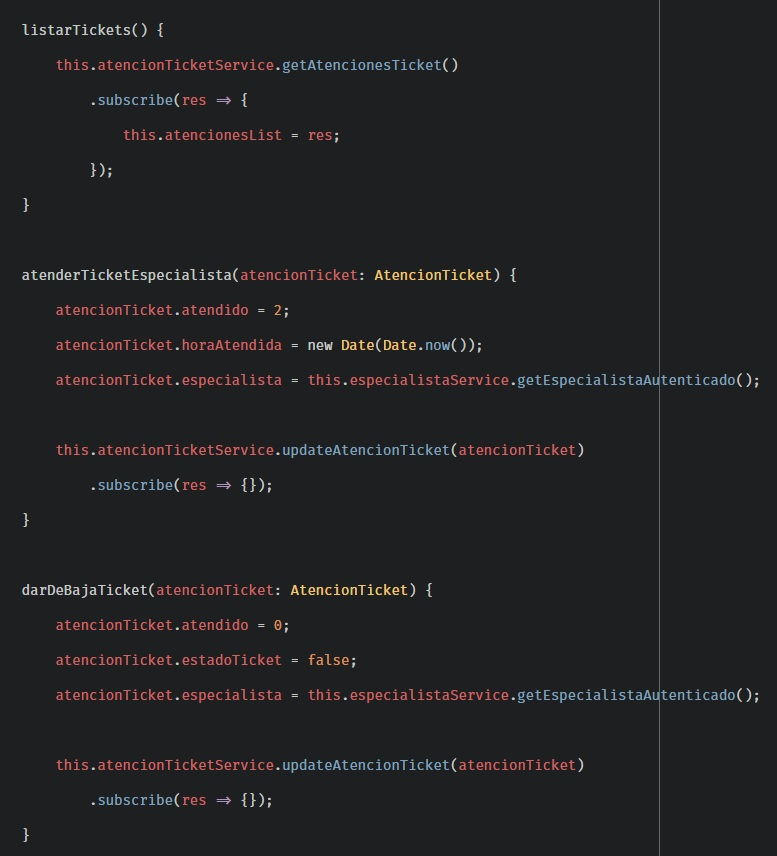 listarTickets() {
this.atencionTicketService.getAtencionesTicket()
.subscribe(res => {
this.atencionesList = res;
});
}
atenderTicketEspecialista(atencionTicket: AtencionTicket) {
atencionTicket.atendido = 2;
atencionTicket.horaAtendida = new Date(Date.now());
atencionTicket.especialista = this.especialistaService.getEspecialistaAutenticado();
this.atencionTicketService.updateAtencionTicket(atencionTicket)
.subscribe(res => {});
}
darDeBajaTicket(atencionTicket: AtencionTicket) {
atencionTicket.atendido = 0;
atencionTicket.estadoTicket = false;
atencionTicket.especialista = this.especialistaService.getEspecialistaAutenticado();
this.atencionTicketService.updateAtencionTicket(atencionTicket)
.subscribe(res => {});
}